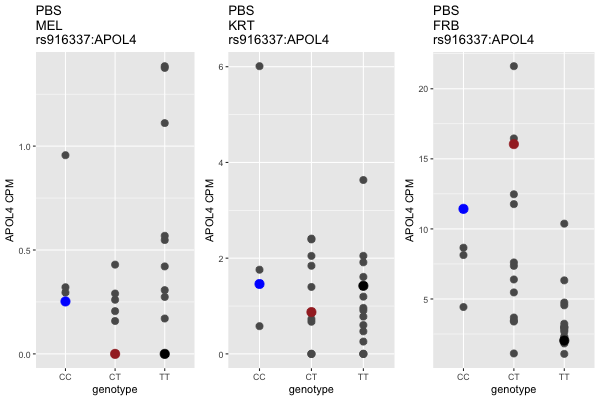 PBS
MEL
rs916337:APOL4
1.0
0.5
0.0
APOL4 CPM
CC CT TT
genotype
PBS
KRT
rs916337:APOL4
6
4
2
0
APOL4 CPM
CC CT TT
genotype
PBS
FRB
rs916337:APOL4
20
15
10
5
APOL4 CPM
CC CT TT
genotype